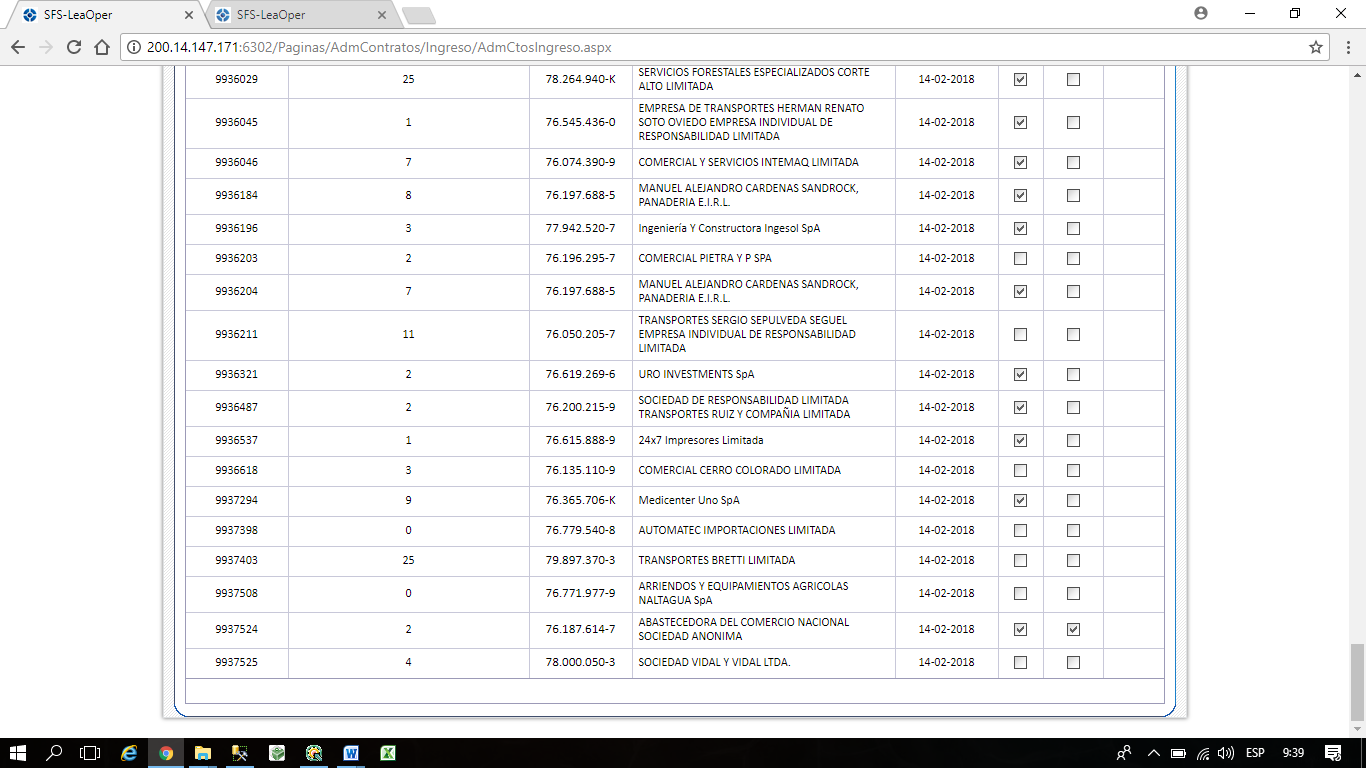 SFS-LeaOper
SFS-LeaOper
200.14.147.171:6302/Paginas/AdmContratos/Ingreso/AdmCtosIngreso.aspx
9936029 25 78.264.940-K SERVICIOS FORESTALES ESPECIALIZADOS CORTE ALTO LIMITADA 14-02-2018
9936045 1 76.545.436-0 EMPRESA DE TRANSPORTES HERMAN RENATO SOTO OVIEDO EMPRESA INDIVIDUAL DE RESPONSABILIDAD LIMITADA 14-02-2018
9936046 7 76.074.390-9 COMERCIAL Y SERVICIOS INTEMAQ LIMITADA 14-02-2018
9936184 8 76.197.688-5 MANUEL ALEJANDRO CARDENAS SANDROCK, PANADERIA E.I.R.L. 14-02-2018
9936196 3 77.942.520-7 Ingeniería Y Constructora Ingesol SpA 14-02-2018
9936203 2 76.196.295-7 COMERCIAL PIETRA Y P SPA 14-02-2018
9936204 7 76.197.688-5 MANUEL ALEJANDRO CARDENAS SANDROCK, PANADERIA E.I.R.L. 14-02-2018
9936211 11 76.050.205-7 TRANSPORTES SERGIO SEPULVEDA SEGUEL EMPRESA INDIVIDUAL DE RESPONSABILIDAD LIMITADA 14-02-2018
9936321 2 76.619.269-6 URO INVESTMENTS SpA 14-02-2018
9936487 2 76.200.215-9 SOCIEDAD DE RESPONSABILIDAD LIMITADA TRANSPORTES RUIZ Y COMPAÑIA LIMITADA 14-02-2018
9936537 1 76.615.888-9 24x7 Impresores Limitada 14-02-2018
9936618 3 76.135.110-9 COMERCIAL CERRO COLORADO LIMITADA 14-02-2018
9937294 9 76.365.706-K Medicenter Uno SpA 14-02-2018
9937398 0 76.779.540-8 AUTOMATEC IMPORTACIONES LIMITADA 14-02-2018
9937403 25 79.897.370-3 TRANSPORTES BRETTI LIMITADA 14-02-2018
9937508 0 76.771.977-9 ARRIENDOS Y EQUIPAMIENTOS AGRICOLAS NALTAGUA SpA 14-02-2018
9937524 2 76.187.614-7 ABASTECEDORA DEL COMERCIO NACIONAL SOCIEDAD ANONIMA 14-02-2018
9937525 4 78.000.050-3 SOCIEDAD VIDAL Y VIDAL LTDA. 14-02-2018
ESP 9:39